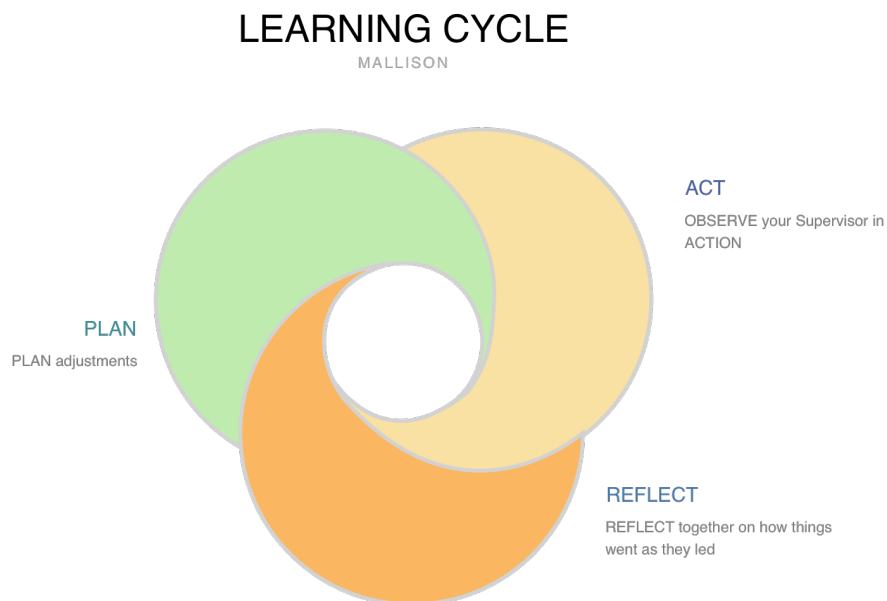 LEARNING CYCLE
MALLISON
ACT
OBSERVE your Supervisor in
ACTION
PLAN
PLAN adjustments
REFLECT
REFLECT together on how things
went as they led